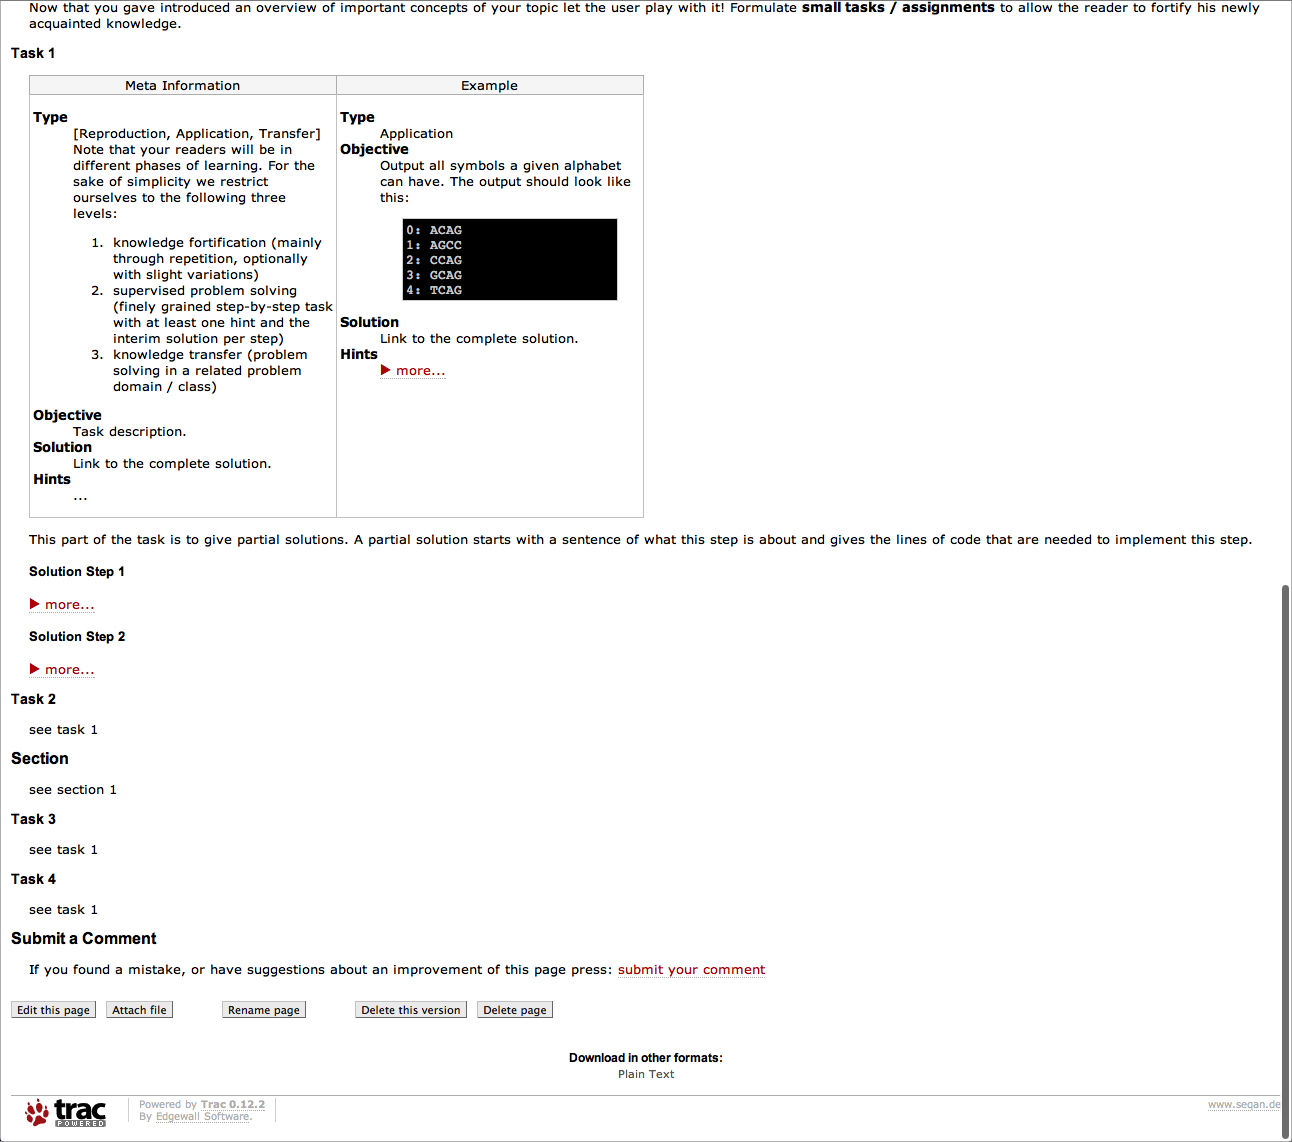 Now that you gave introduced an overview of important concepts of your topic let the user play with it! Formulate small tasks / assignments to allow the reader to fortify his newly
acquainted knowledge.
Task 1
Meta Information
Type
[Reproduction, Application, Transfer]
Note that your readers will be in
different phases of learning. For the
sake of simplicity we restrict
ourselves to the following three
levels:
1. knowledge fortification (mainly
through repetition, optionally
with slight variations)
2. supervised problem solving
(finely grained step-by-step task
with at least one hint and the
interim solution per step)
3. knowledge transfer (problem
solving in a related problem
domain / class)
Objective
Task description.
Solution
Link to the complete solution.
Hints
...
Example
Type
Application
Objective
Output all symbols a given alphabet
can have. The output should look like
this:
0: ACAG
1: AGCC
2: CCAG
3: GCAG
4: TCAG
Solution
Link to the complete solution.
Hints
more...
This part of the task is to give partial solutions. A partial solution starts with a sentence of what this step is about and gives the lines of code that are needed to implement this step.
Solution Step 1
more...
Solution Step 2
more...
Task 2
see task 1
Section
see section 1
Task 3
see task 1
Task 4
see task 1
Submit a Comment
If you found a mistake, or have suggestions about an improvement of this page press: submit your comment
Edit this page Attach file Rename page Delete this version Delete page
Download in other formats:
Plain Text
trac
POWERED
Powered by Trac 0.12.2
By Edgewall Software.
www.seqan.de